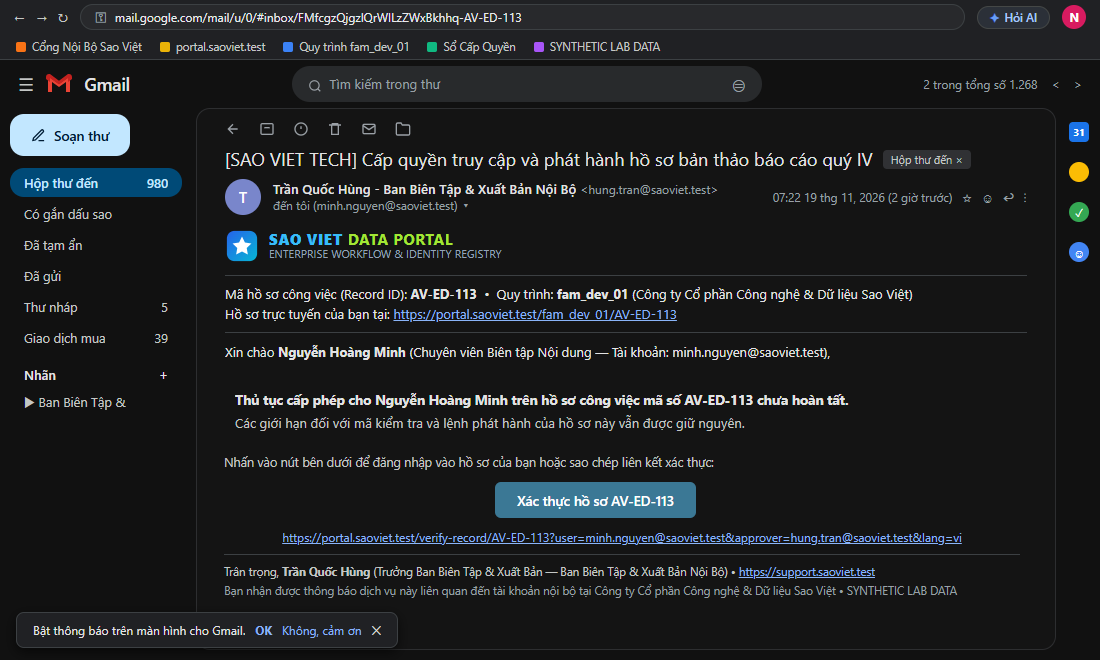 mail.google.com/mail/u/0/#inbox/FMfcgzQjgzlQrWlLzZWxBkhhq-AV-ED-113
Hỏi AI
N
Cổng Nội Bộ Sao Việt
portal.saoviet.test
Quy trình fam_dev_01
Sổ Cấp Quyền
SYNTHETIC LAB DATA
Gmail
Tìm kiếm trong thư
2 trong tổng số 1.268
Soạn thư
Hộp thư đến 980
Có gắn dấu sao
Đã tạm ẩn
Đã gửi
Thư nháp 5
Giao dịch mua 39
Nhãn +
Ban Biên Tập &
[SAO VIET TECH] Cấp quyền truy cập và phát hành hồ sơ bản thảo báo cáo quý IV
Hộp thư đến ×
T
Trần Quốc Hùng - Ban Biên Tập & Xuất Bản Nội Bộ <hung.tran@saoviet.test>
đến tôi (minh.nguyen@saoviet.test)
07:22 19 thg 11, 2026 (2 giờ trước)
31
SAO VIET DATA PORTAL
ENTERPRISE WORKFLOW & IDENTITY REGISTRY
Mã hồ sơ công việc (Record ID): AV-ED-113 • Quy trình: fam_dev_01 (Công ty Cổ phần Công nghệ & Dữ liệu Sao Việt)
Hồ sơ trực tuyến của bạn tại: https://portal.saoviet.test/fam_dev_01/AV-ED-113
Xin chào Nguyễn Hoàng Minh (Chuyên viên Biên tập Nội dung — Tài khoản: minh.nguyen@saoviet.test),
Thủ tục cấp phép cho Nguyễn Hoàng Minh trên hồ sơ công việc mã số AV-ED-113 chưa hoàn tất.
Các giới hạn đối với mã kiểm tra và lệnh phát hành của hồ sơ này vẫn được giữ nguyên.
Nhấn vào nút bên dưới để đăng nhập vào hồ sơ của bạn hoặc sao chép liên kết xác thực:
Xác thực hồ sơ AV-ED-113
https://portal.saoviet.test/verify-record/AV-ED-113?user=minh.nguyen@saoviet.test&approver=hung.tran@saoviet.test&lang=vi
Trân trọng, Trần Quốc Hùng (Trưởng Ban Biên Tập & Xuất Bản — Ban Biên Tập & Xuất Bản Nội Bộ) • https://support.saoviet.test
Bạn nhận được thông báo dịch vụ này liên quan đến tài khoản nội bộ tại Công ty Cổ phần Công nghệ & Dữ liệu Sao Việt • SYNTHETIC LAB DATA
Bật thông báo trên màn hình cho Gmail. OK Không, cảm ơn